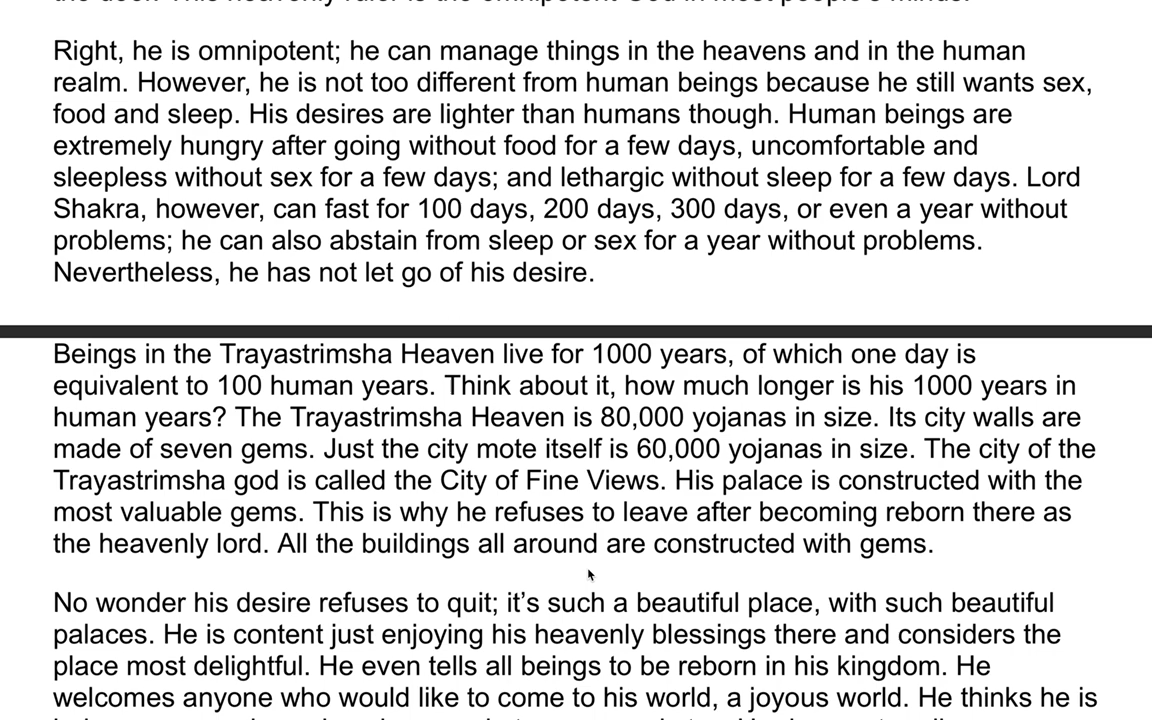 Right, he is omnipotent; he can manage things in the heavens and in the human
realm. However, he is not too different from human beings because he still wants sex,
food and sleep. His desires are lighter than humans though. Human beings are
extremely hungry after going without food for a few days, uncomfortable and
sleepless without sex for a few days; and lethargic without sleep for a few days. Lord
Shakra, however, can fast for 100 days, 200 days, 300 days, or even a year without
problems; he can also abstain from sleep or sex for a year without problems.
Nevertheless, he has not let go of his desire.
Beings in the Trayastrimsha Heaven live for 1000 years, of which one day is
equivalent to 100 human years. Think about it, how much longer is his 1000 years in
human years? The Trayastrimsha Heaven is 80,000 yojanas in size. Its city walls are
made of seven gems. Just the city mote itself is 60,000 yojanas in size. The city of the
Trayastrimsha god is called the City of Fine Views. His palace is constructed with the
most valuable gems. This is why he refuses to leave after becoming reborn there as
the heavenly lord. All the buildings all around are constructed with gems.
No wonder his desire refuses to quit; it’s such a beautiful place, with such beautiful
palaces. He is content just enjoying his heavenly blessings there and considers the
place most delightful. He even tells all beings to be reborn in his kingdom. He
welcomes anyone who would like to come to his world, a joyous world. He thinks he is